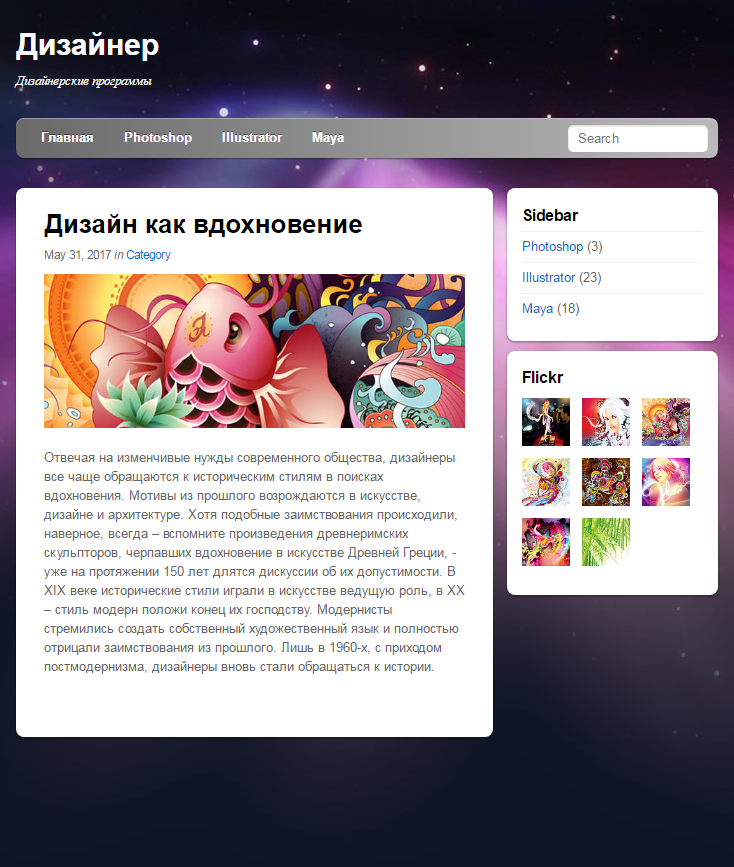 Дизайнер
Дизайнерские программы
Главная Photoshop Illustrator Maya Search
Дизайн как вдохновение
May 31, 2017 in Category
Отвечая на изменчивые нужды современного общества, дизайнеры
все чаще обращаются к историческим стилям в поисках
вдохновения. Мотивы из прошлого возрождаются в искусстве,
дизайне и архитектуре. Хотя подобные заимствования происходили,
наверное, всегда – вспомните произведения древнеримских
скульпторов, черпавших вдохновение в искусстве Древней Греции, -
уже на протяжении 150 лет длятся дискуссии об их допустимости. В
XIX веке исторические стили играли в искусстве ведущую роль, в XX
– стиль модерн положи конец их господству. Модернисты
стремились создать собственный художественный язык и полностью
отрицали заимствования из прошлого. Лишь в 1960-х, с приходом
постмодернизма, дизайнеры вновь стали обращаться к истории.
Sidebar
Photoshop (3)
Illustrator (23)
Maya (18)
Flickr